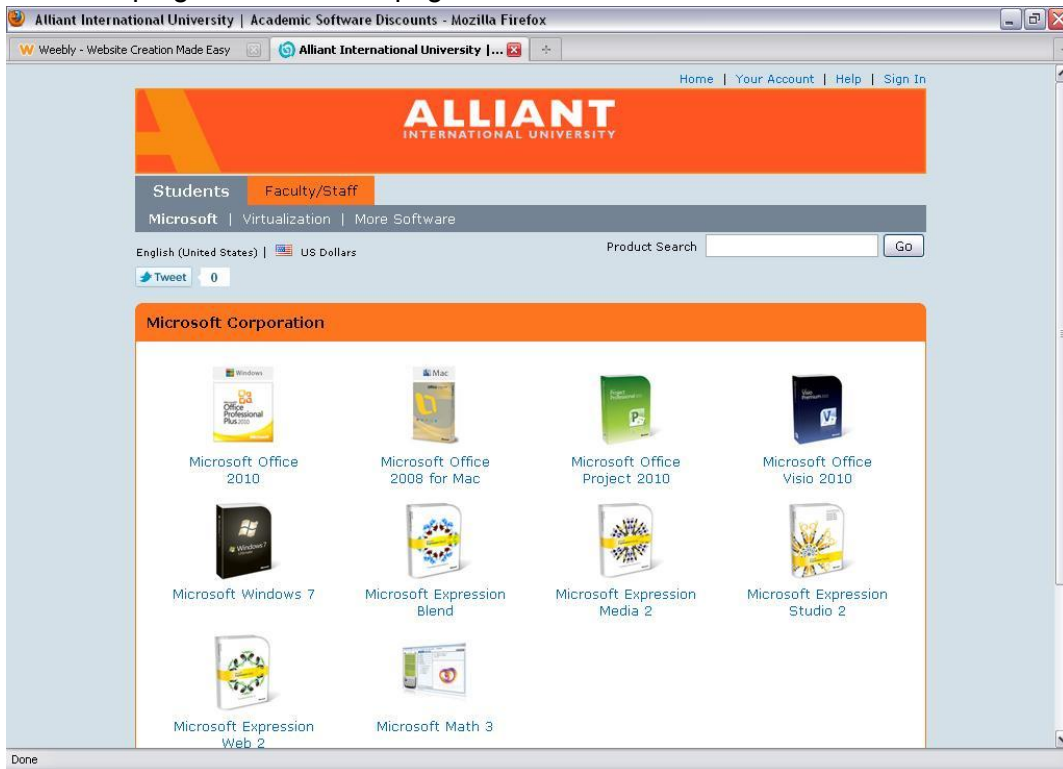 Alliant International University | Academic Software Discounts - Mozilla Firefox
Weebly - Website Creation Made Easy
Alliant International University |...
Home | Your Account | Help | Sign In
ALLIANT
INTERNATIONAL UNIVERSITY
Students Faculty/Staff
Microsoft | Virtualization | More Software
English (United States) | US Dollars
Product Search Go
Tweet 0
Microsoft Corporation
Windows
Office
Professional
Plus 2010
Mac
Microsoft Office
2010
Microsoft Office
2008 for Mac
Microsoft Office
Project 2010
Microsoft Office
Visio 2010
Windows 7
Microsoft Windows 7
Microsoft Expression
Blend
Microsoft Expression
Media 2
Microsoft Expression
Studio 2
Microsoft Expression
Web 2
Microsoft Math 3
Done